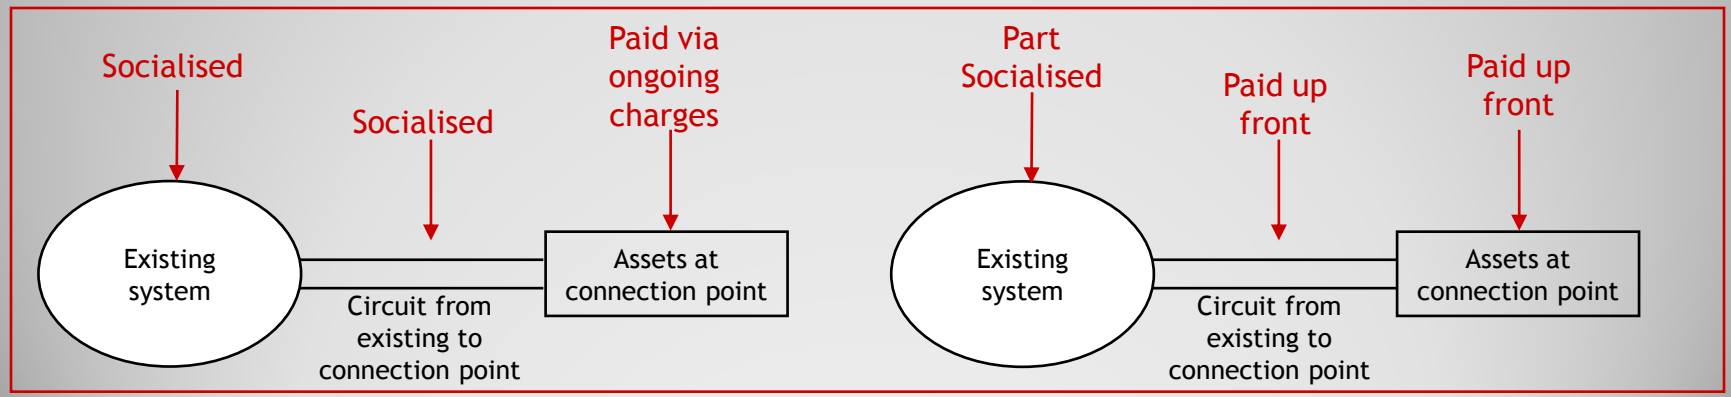 Socialised
Socialised
Paid via
ongoing
charges
Existing
system
Circuit from
existing to
connection point
Assets at
connection point
Part
Socialised
Paid up
front
Paid up
front
Existing
system
Circuit from
existing to
connection point
Assets at
connection point